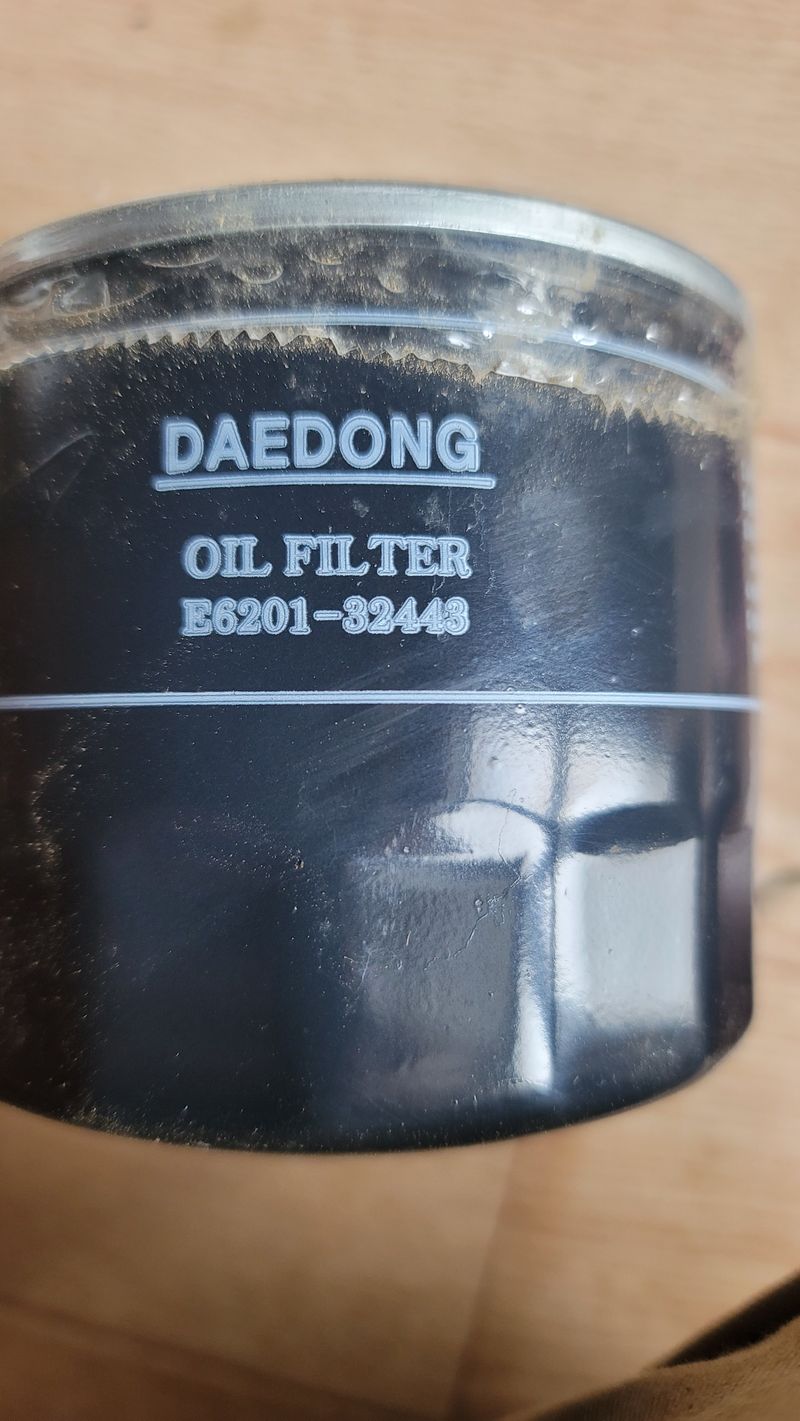 DAEDONG
OIL FILTER
E6201-32443